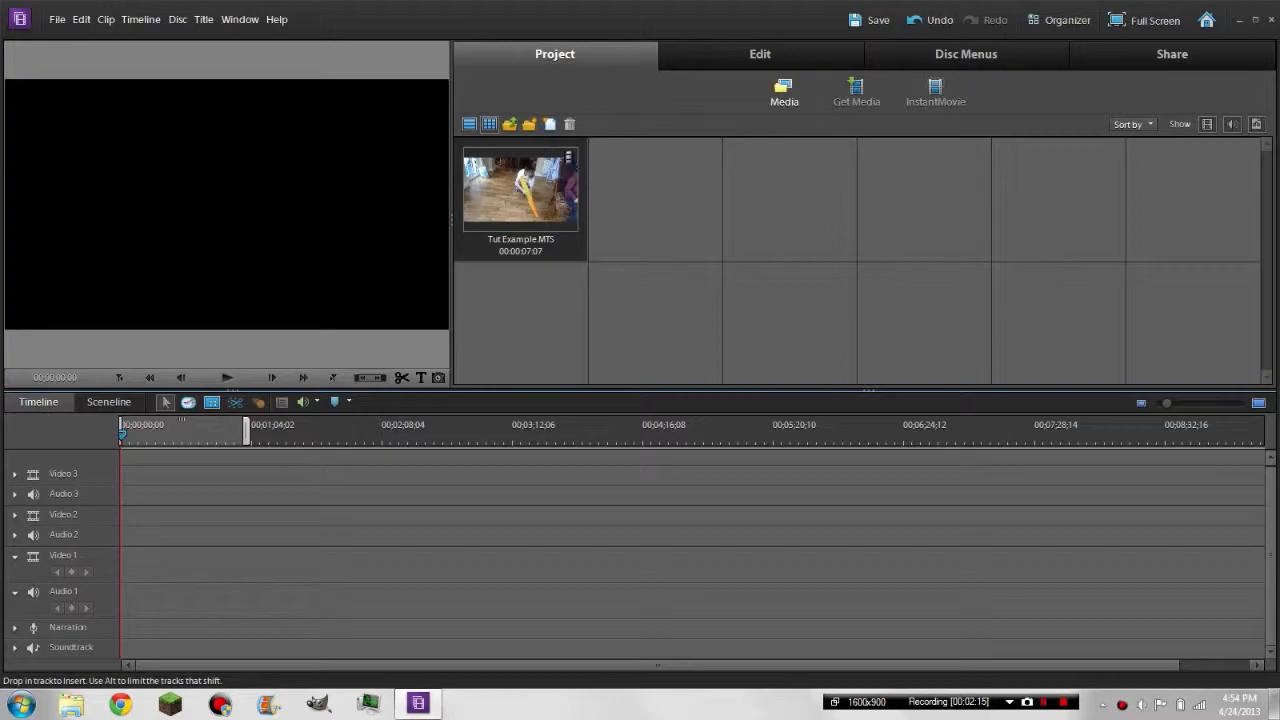 File Edit Clip Timeline Disc Title Window Help
Save Undo Redo Organizer Full Screen
Project Edit Disc Menus Share
Media Get Media InstantMovie
Sort by Show
Tut Example.MTS
00;00;07;07
00;00;00;00
Timeline Sceneline
00;00;00;00 00;01;04;02 00;02;08;04 00;03;12;06 00;04;16;08 00;05;20;10 00;06;24;12 00;07;28;14 00;08;32;16
Video 3
Audio 3
Video 2
Audio 2
Video 1
Audio 1
Narration
Soundtrack
Drop in track to Insert. Use Alt to limit the tracks that shift.
1600x900 Recording [00:02:15]
4:54 PM
4/24/2013